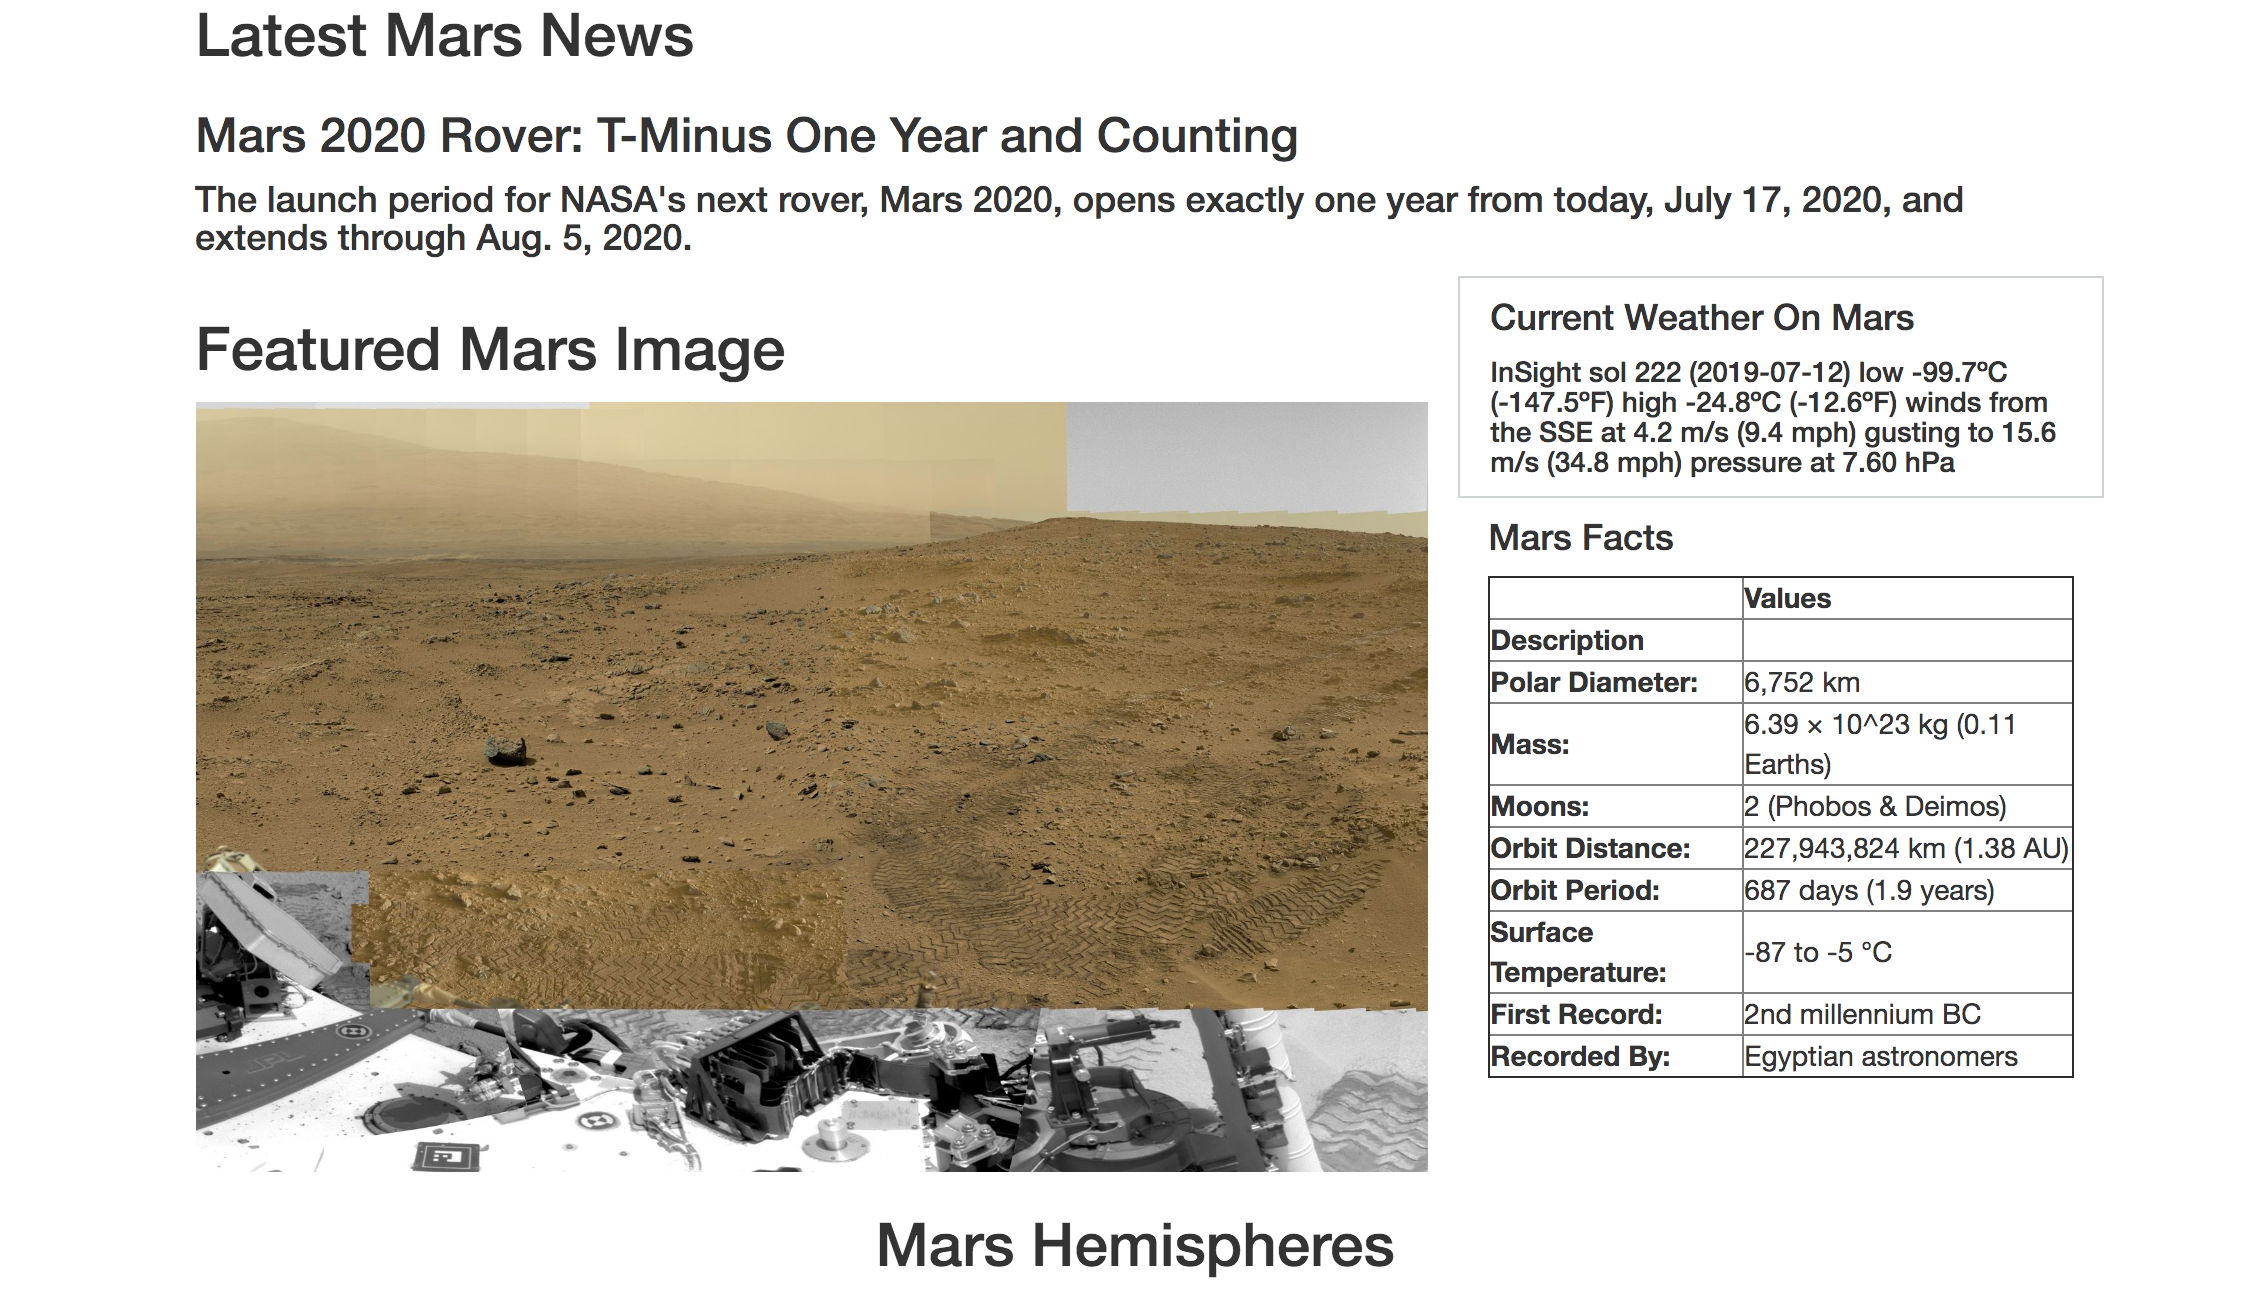 Latest Mars News
Mars 2020 Rover: T-Minus One Year and Counting
The launch period for NASA's next rover, Mars 2020, opens exactly one year from today, July 17, 2020, and
extends through Aug. 5, 2020.
Featured Mars Image
JPL
Current Weather On Mars
InSight sol 222 (2019-07-12) low -99.7ºC
(-147.5ºF) high -24.8ºC (-12.6ºF) winds from
the SSE at 4.2 m/s (9.4 mph) gusting to 15.6
m/s (34.8 mph) pressure at 7.60 hPa
Mars Facts
Values
Description
Polar Diameter: 6,752 km
Mass: 6.39 × 10^23 kg (0.11
Earths)
Moons: 2 (Phobos & Deimos)
Orbit Distance: 227,943,824 km (1.38 AU)
Orbit Period: 687 days (1.9 years)
Surface
Temperature: -87 to -5 °C
First Record: 2nd millennium BC
Recorded By: Egyptian astronomers
Mars Hemispheres